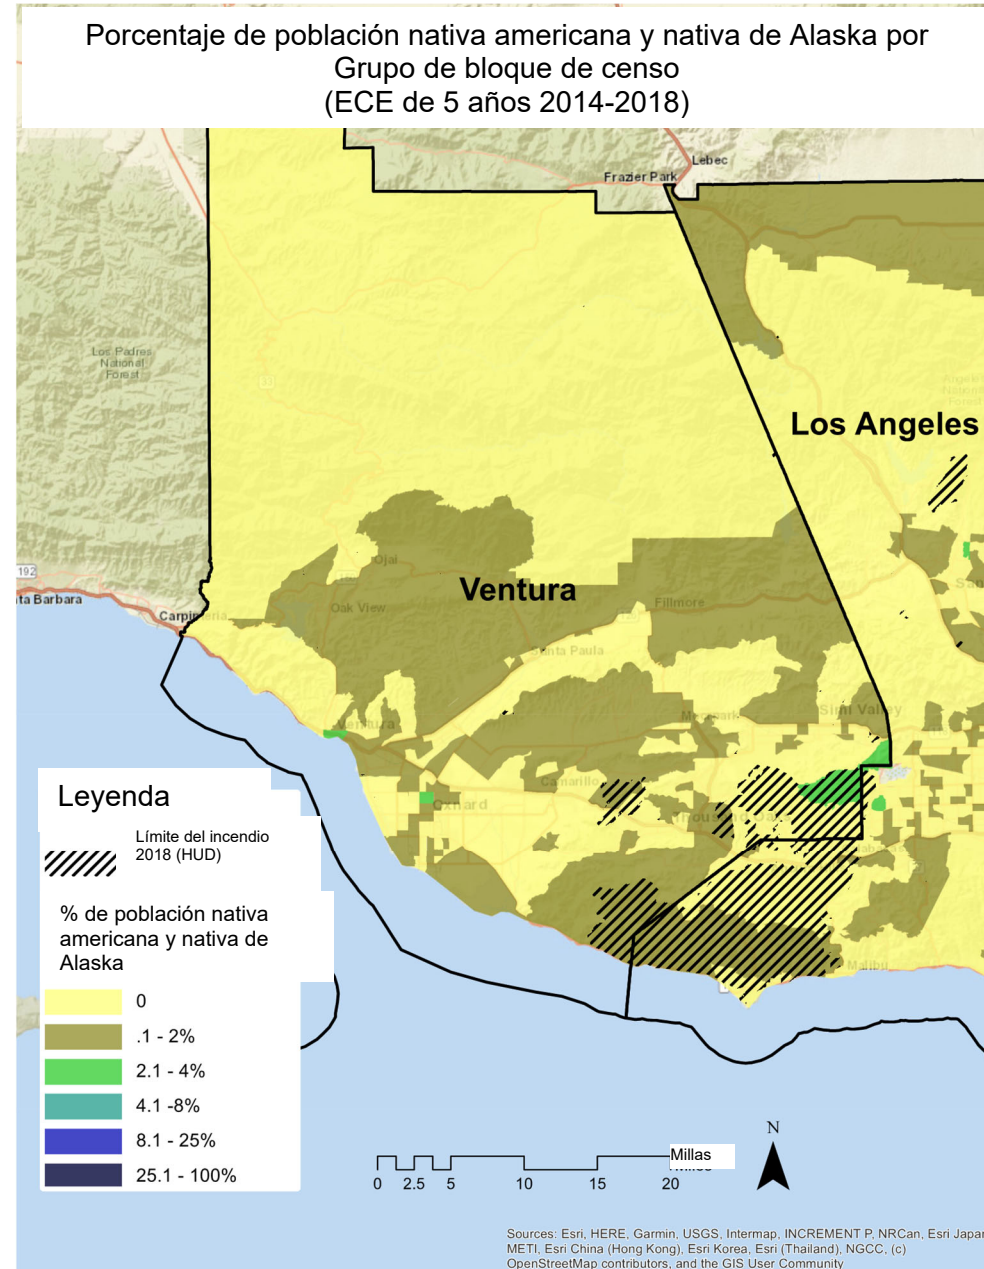 Porcentaje de población nativa americana y nativa de Alaska por
Grupo de bloque de censo
(ECE de 5 años 2014-2018)
Lebec
Frazier Park
Los Padres
National
Forest
33
Los Angeles
192
ta Barbara
Carpinteria
Ojai
Oak View
Ventura
Fillmore
Santa Paula
Ventura
Moorpark
Simi Valley
Camarillo
Oxnard
Thousand Oaks
Malibu
Leyenda
Límite del incendio
2018 (HUD)
% de población nativa
americana y nativa de
Alaska
0
.1 - 2%
2.1 - 4%
4.1 -8%
8.1 - 25%
25.1 - 100%
N
Millas
0 2.5 5 10 15 20
Sources: Esri, HERE, Garmin, USGS, Intermap, INCREMENT P, NRCan, Esri Japan
METI, Esri China (Hong Kong), Esri Korea, Esri (Thailand), NGCC, (c)
OpenStreetMap contributors, and the GIS User Community